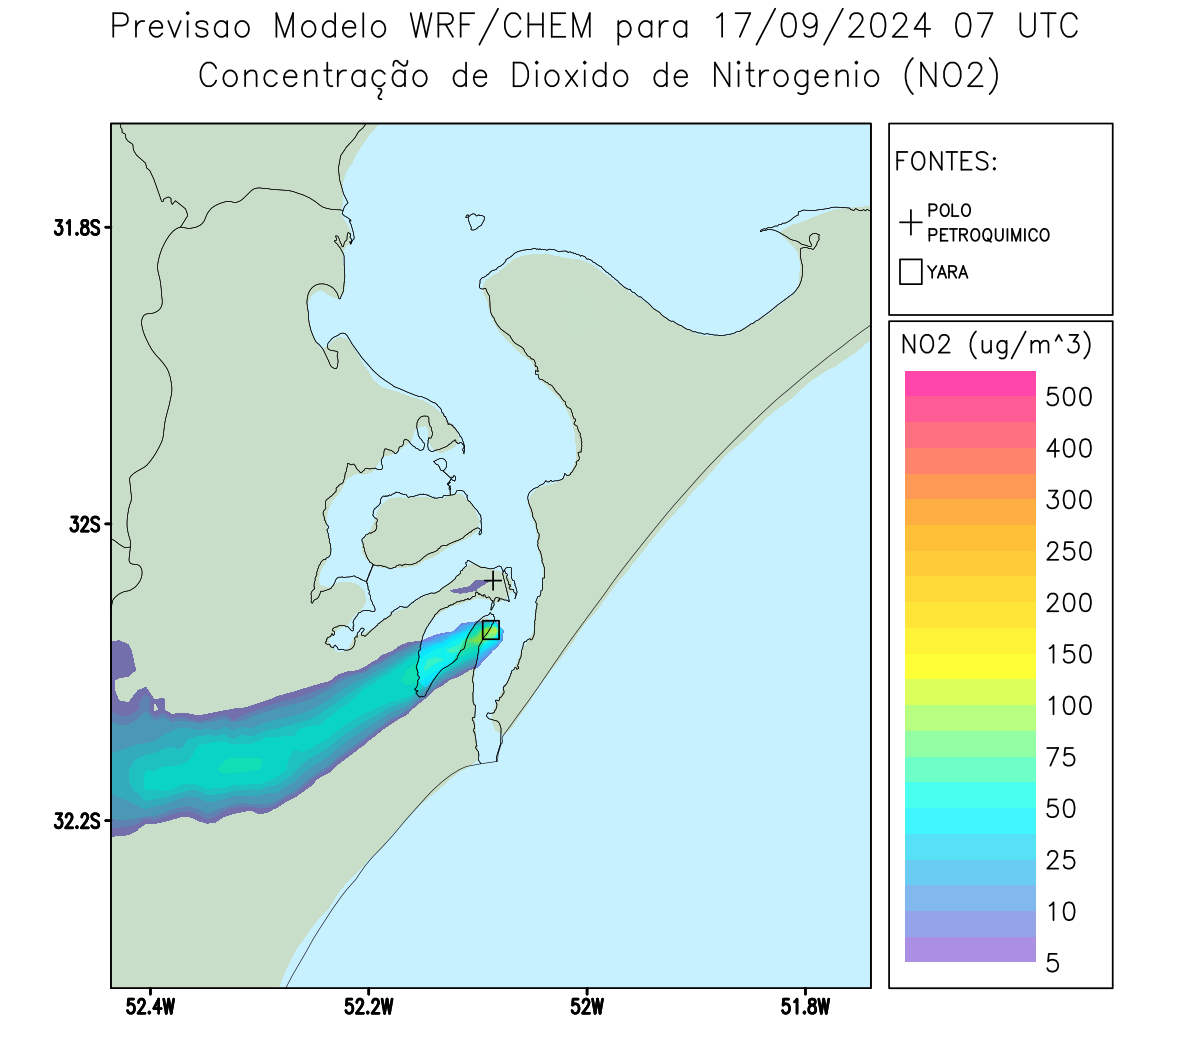 Previsao Modelo WRF/CHEM para 17/09/2024 07 UTC
Concentração de Dioxido de Nitrogenio (NO2)
FONTES:
POLO
PETROQUIMICO
YARA
NO2 (ug/m^3)
500
400
300
250
200
150
100
75
50
25
10
5
31.8S
32S
32.2S
52.4W
52.2W
52W
51.8W